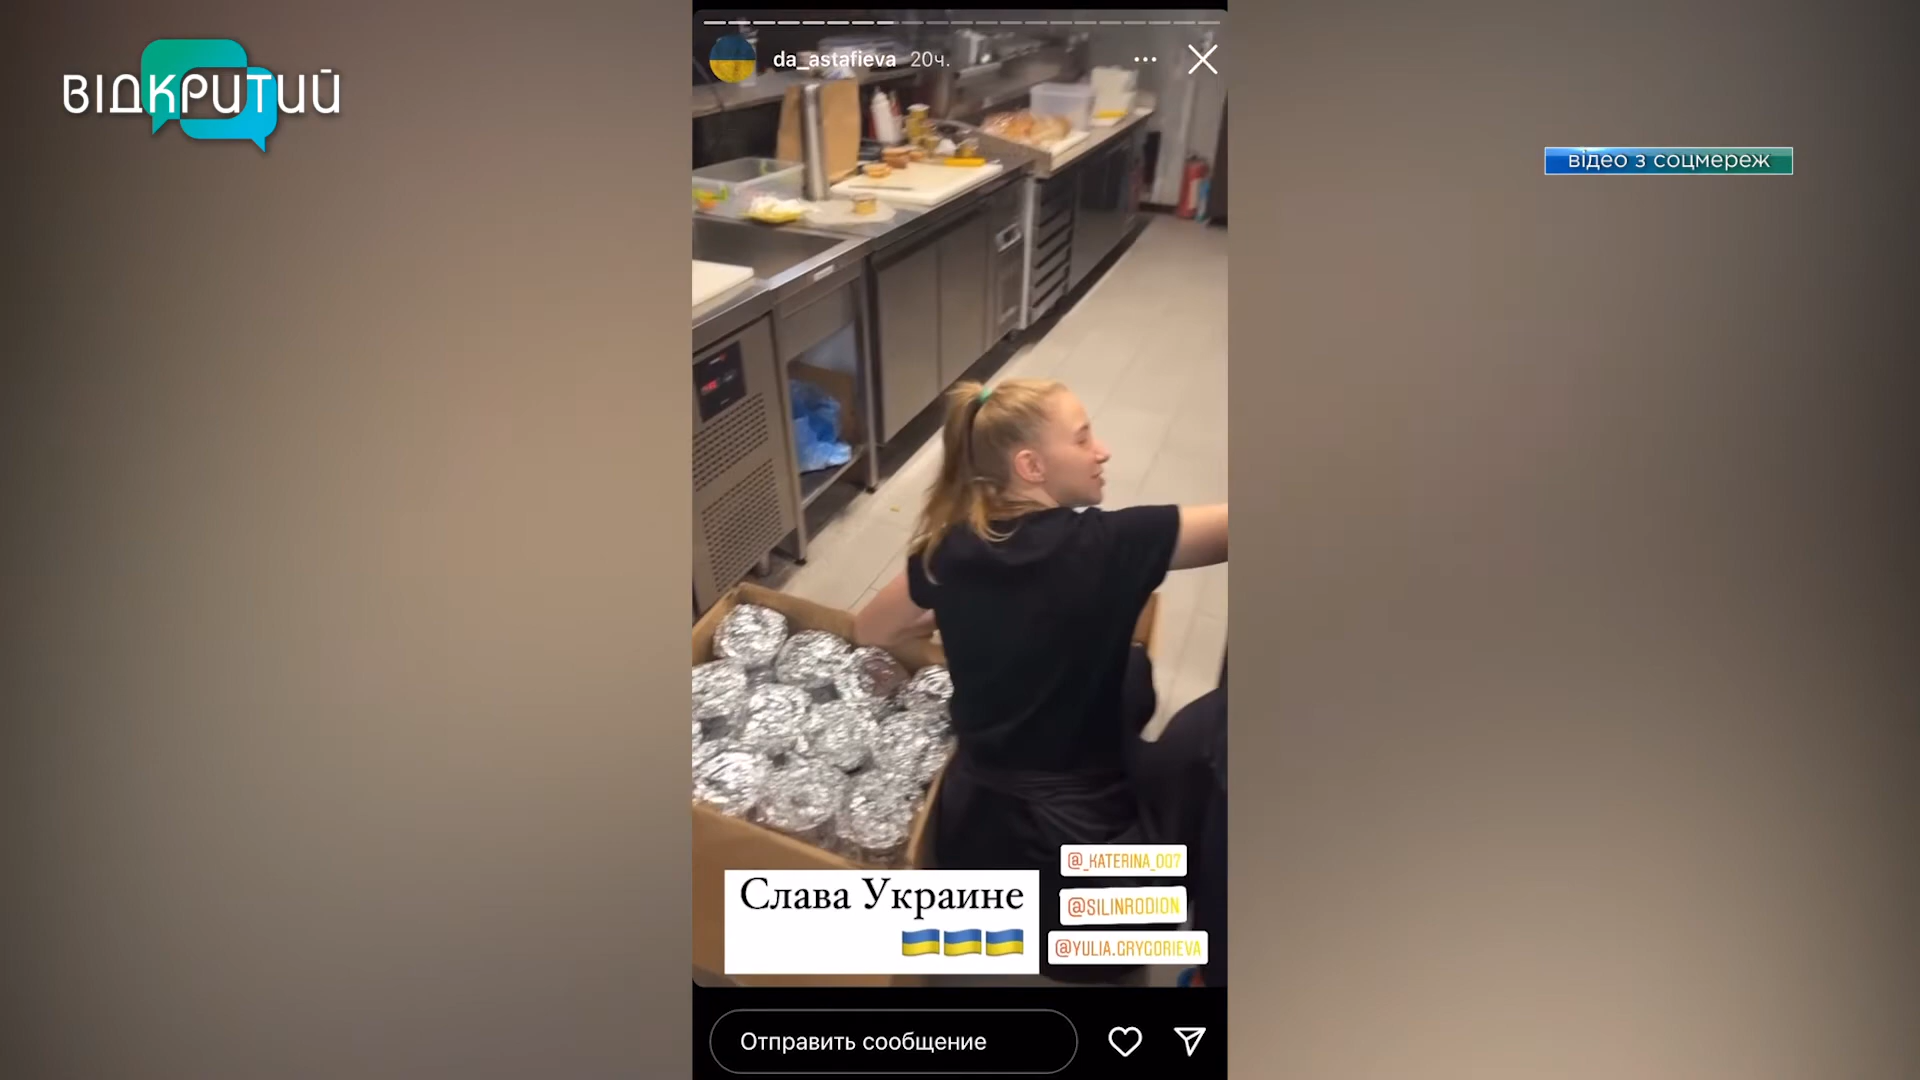 ВІДКРИТИЙ
da_astafieva 20ч.
відео з соцмереж
@_KATERINA_007
@SILINRODION
@YULIA.GRYGORIEVA
Слава Украине
🇺🇦🇺🇦🇺🇦
Отправить сообщение